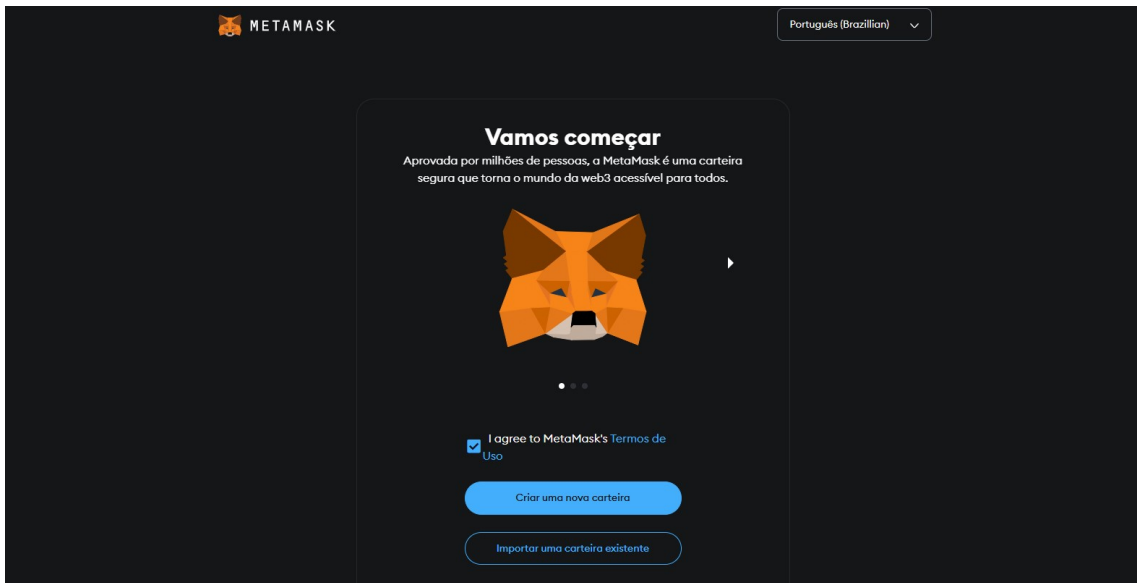 METAMASK
Português (Brazillian)
Vamos começar
Aprovada por milhões de pessoas, a MetaMask é uma carteira
segura que torna o mundo da web3 acessível para todos.
I agree to MetaMask's Termos de
Uso
Criar uma nova carteira
Importar uma carteira existente